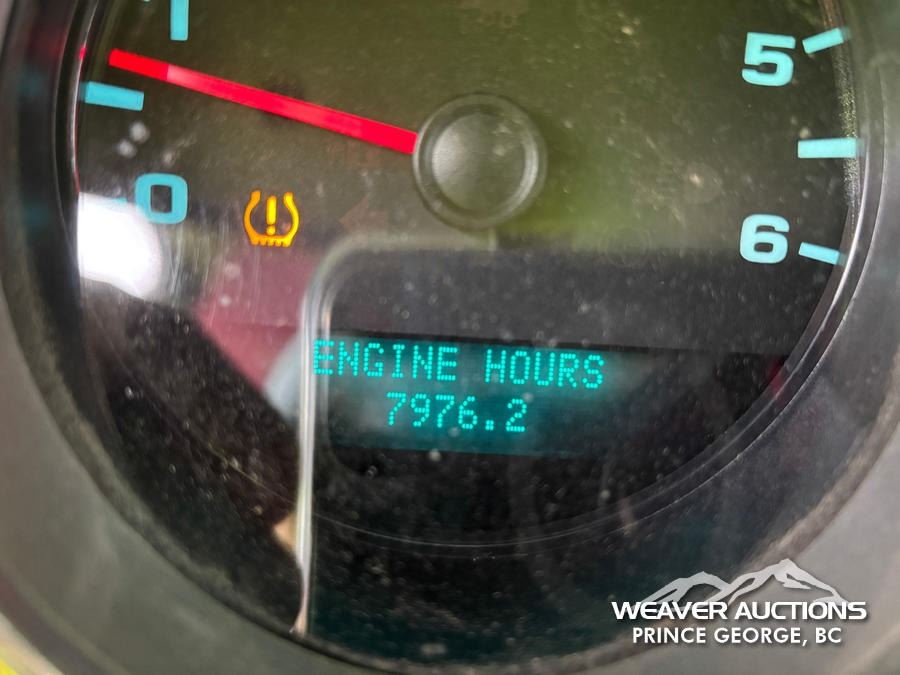 1
5
0
6
ENGINE HOURS
7976.2
WEAVER AUCTIONS
PRINCE GEORGE, BC